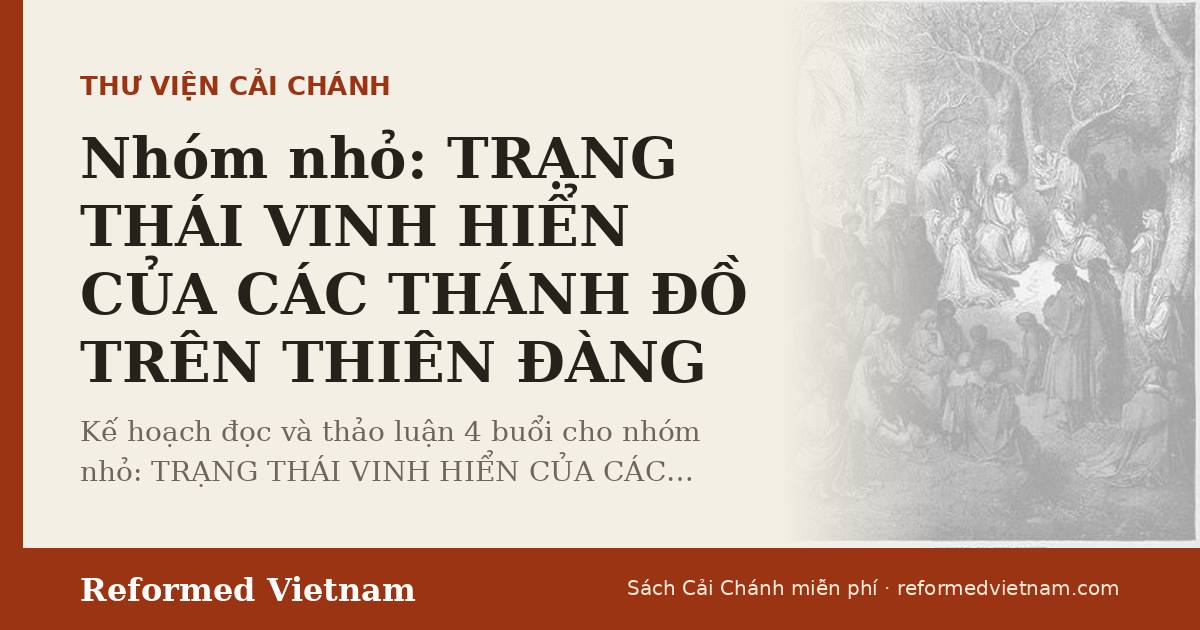 THƯ VIỆN CẢI CHÁNH
Nhóm nhỏ: TRẠNG
THÁI VINH HIỂN
CỦA CÁC THÁNH ĐỒ
TRÊN THIÊN ĐÀNG
Kế hoạch đọc và thảo luận 4 buổi cho nhóm
nhỏ: TRẠNG THÁI VINH HIỂN CỦA CÁC...
Reformed Vietnam
Sách Cải Chánh miễn phí · reformedvietnam.com